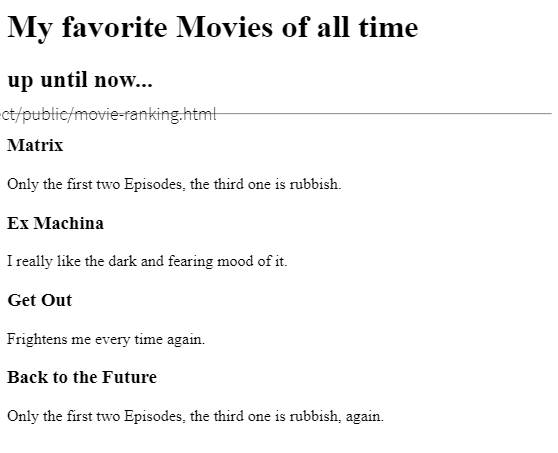 My favorite Movies of all time
up until now...
ct/public/movie-ranking.html
Matrix
Only the first two Episodes, the third one is rubbish.
Ex Machina
I really like the dark and fearing mood of it.
Get Out
Frightens me every time again.
Back to the Future
Only the first two Episodes, the third one is rubbish, again.